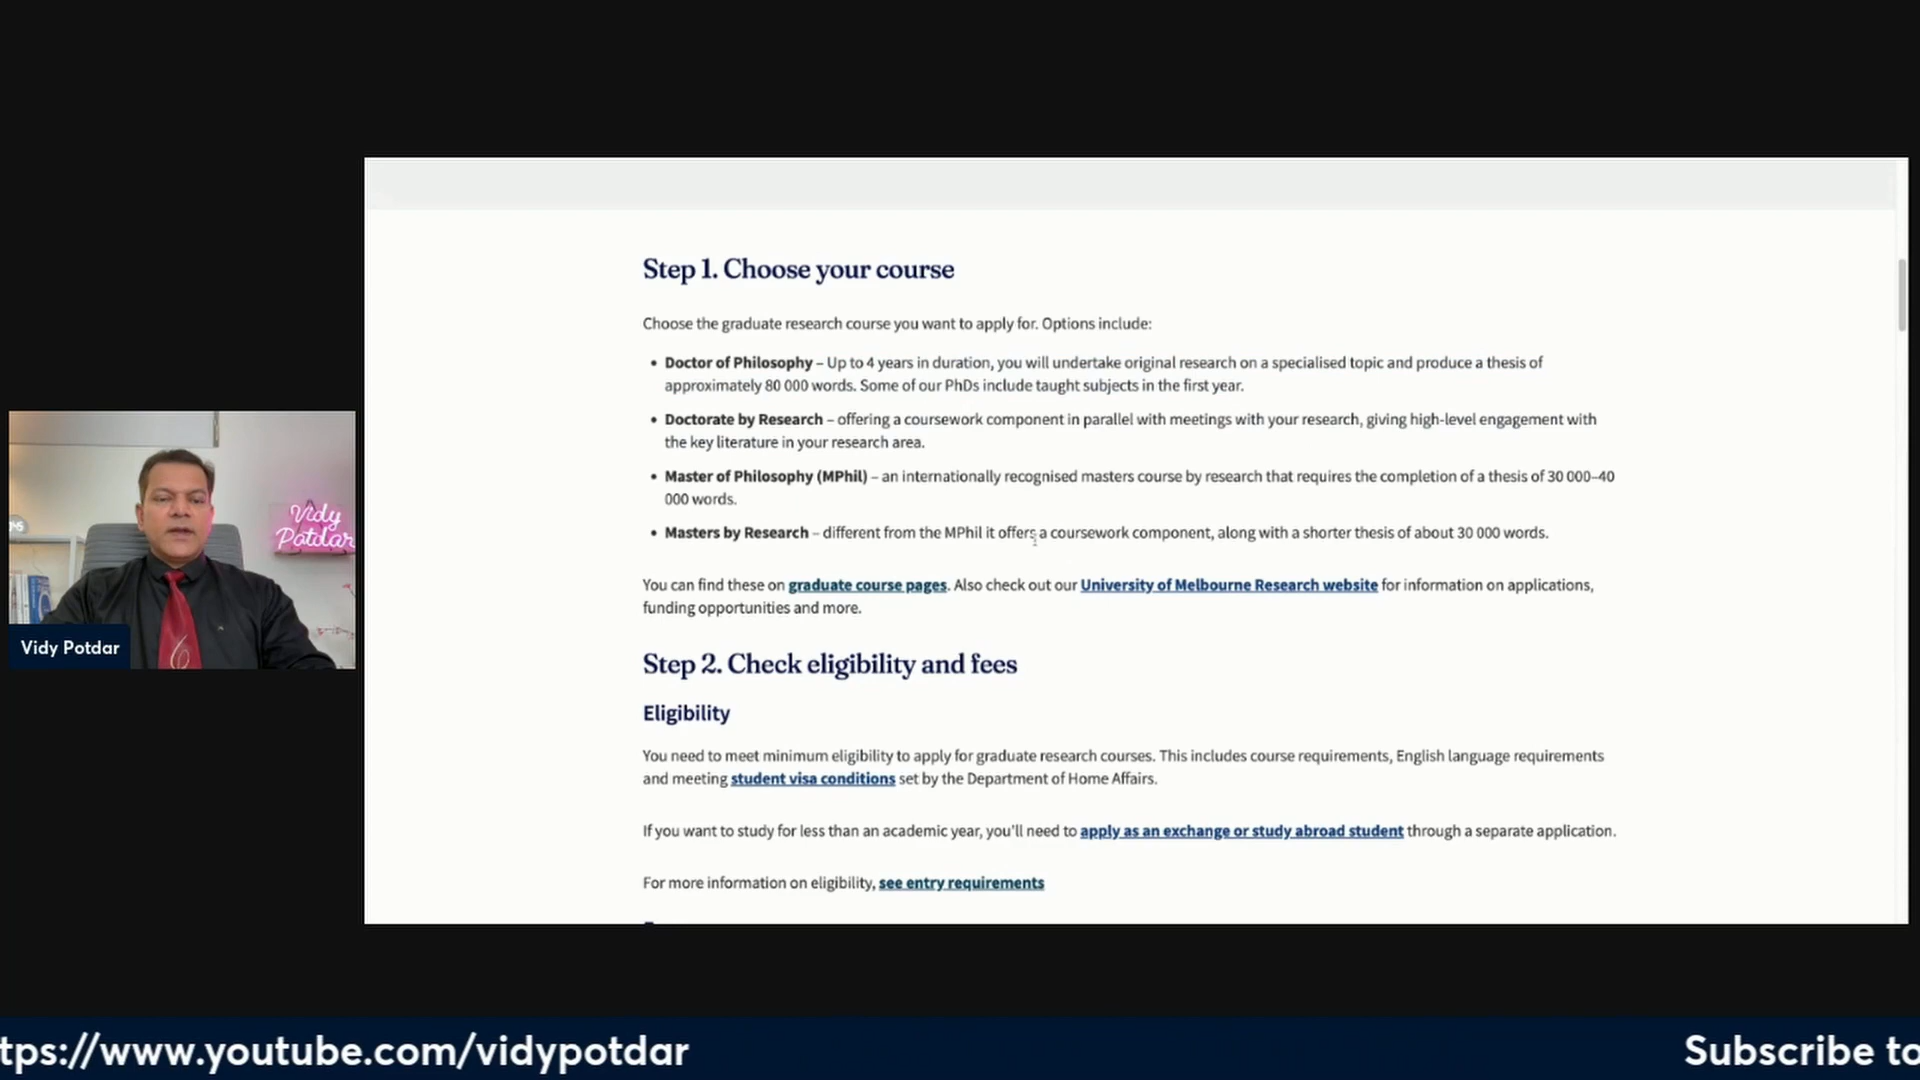 Step 1. Choose your course
Choose the graduate research course you want to apply for. Options include:
• Doctor of Philosophy – Up to 4 years in duration, you will undertake original research on a specialised topic and produce a thesis of
approximately 80 000 words. Some of our PhDs include taught subjects in the first year.
• Doctorate by Research – offering a coursework component in parallel with meetings with your research, giving high-level engagement with
the key literature in your research area.
• Master of Philosophy (MPhil) – an internationally recognised masters course by research that requires the completion of a thesis of 30 000–40
000 words.
• Masters by Research – different from the MPhil it offers a coursework component, along with a shorter thesis of about 30 000 words.
You can find these on graduate course pages. Also check out our University of Melbourne Research website for information on applications,
funding opportunities and more.
Step 2. Check eligibility and fees
Eligibility
You need to meet minimum eligibility to apply for graduate research courses. This includes course requirements, English language requirements
and meeting student visa conditions set by the Department of Home Affairs.
If you want to study for less than an academic year, you'll need to apply as an exchange or study abroad student through a separate application.
For more information on eligibility, see entry requirements
Vidy
Potdar
Vidy Potdar
tps://www.youtube.com/vidypotdar
Subscribe to